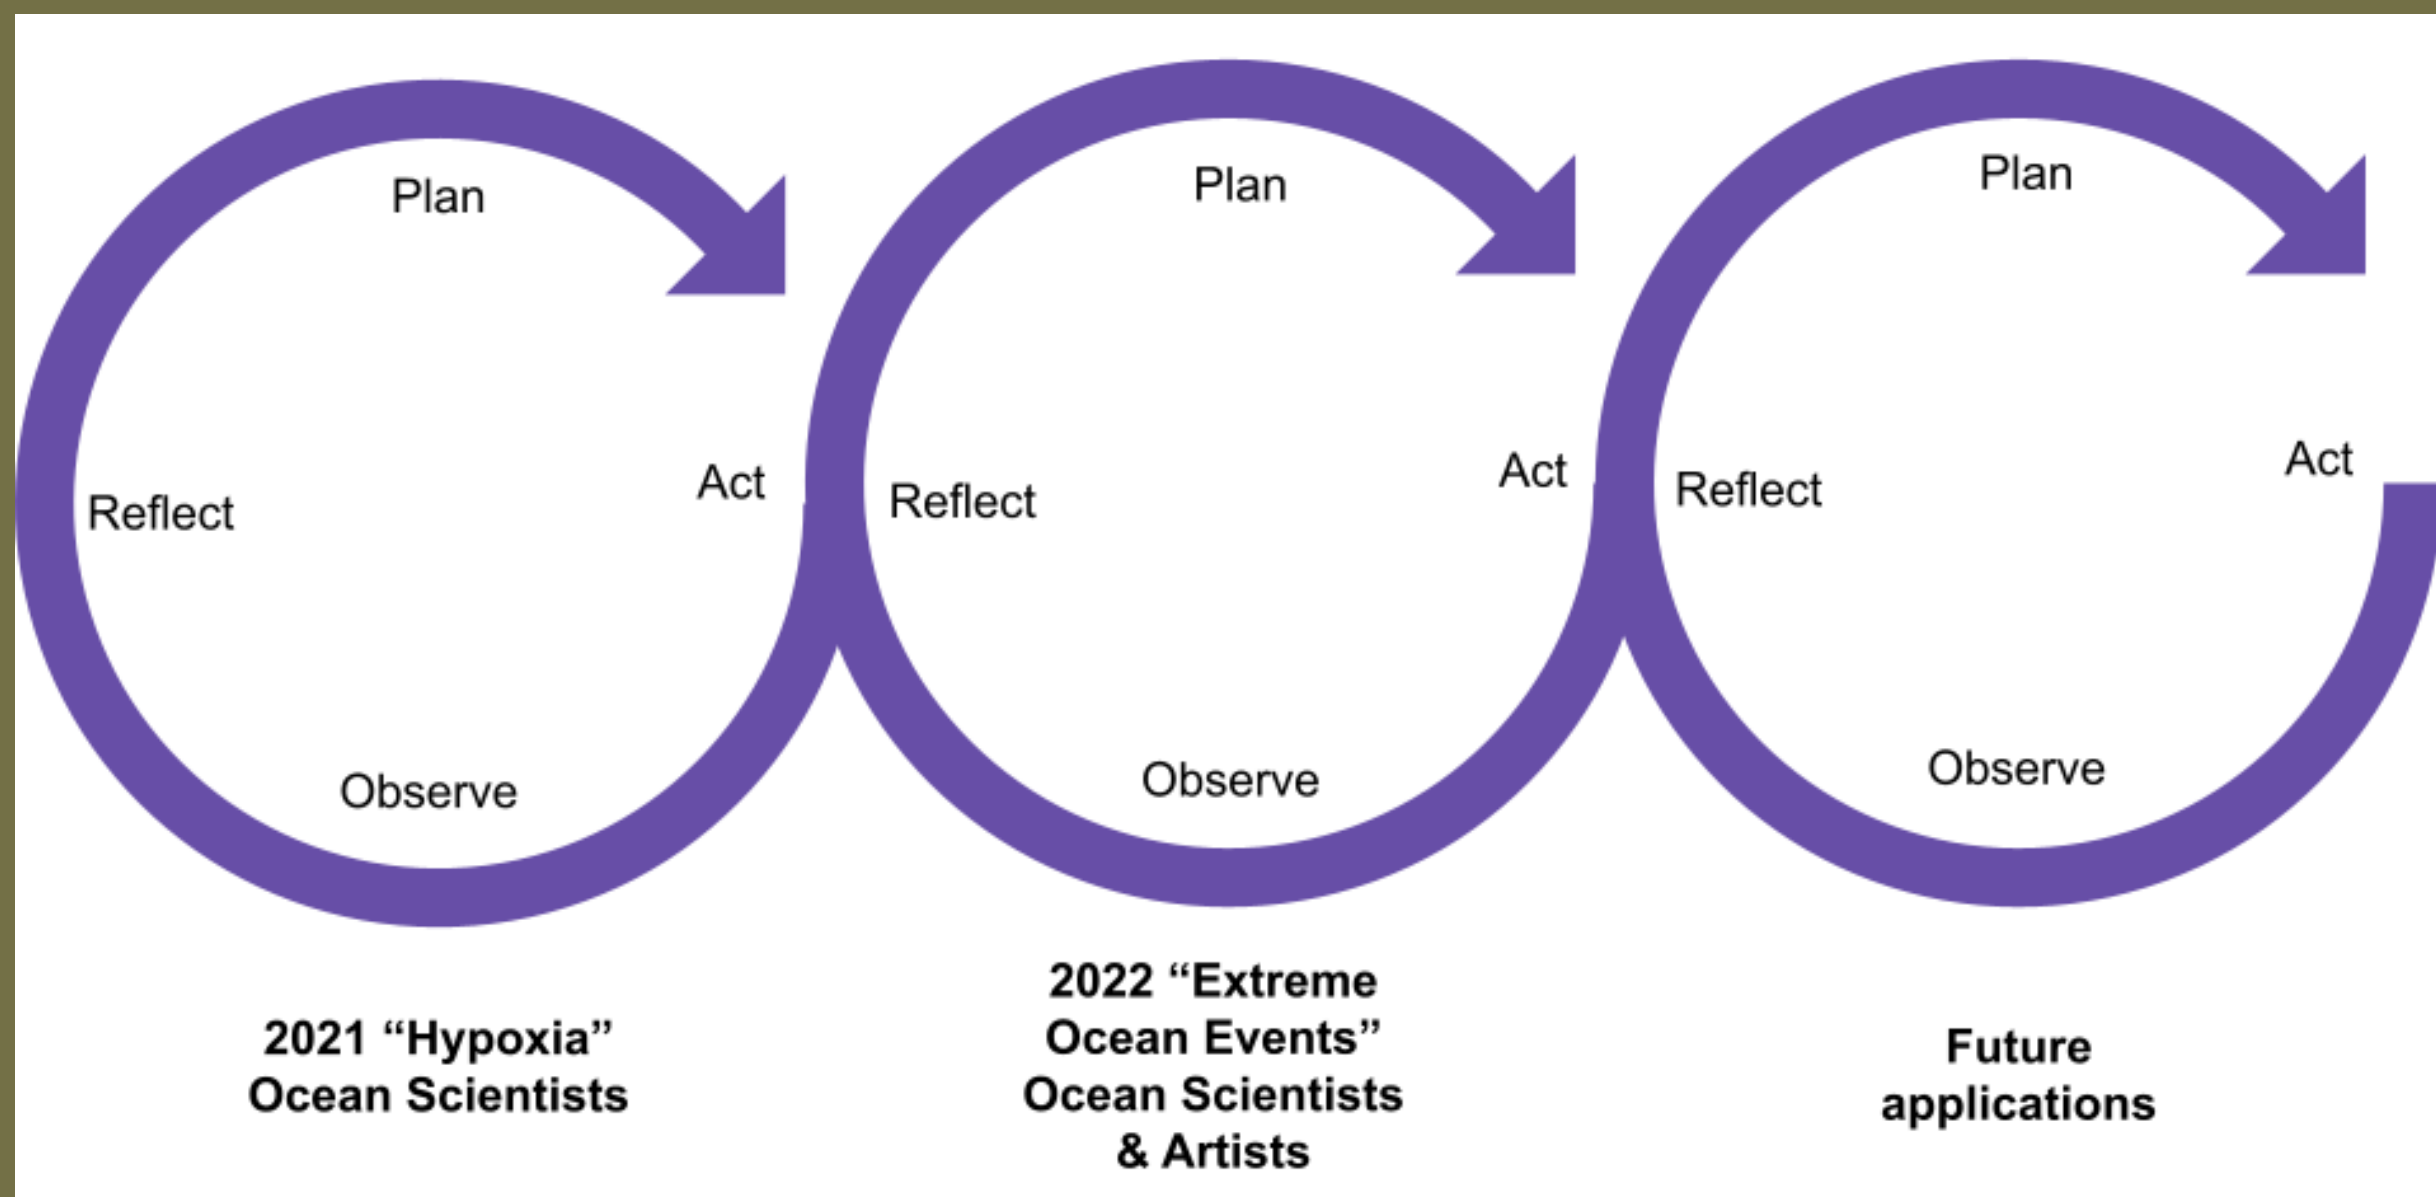 Plan
Act
Reflect
Observe
2021 “Hypoxia”
Ocean Scientists
Plan
Act
Reflect
Observe
2022 “Extreme
Ocean Events”
Ocean Scientists
& Artists
Plan
Act
Reflect
Observe
Future
applications